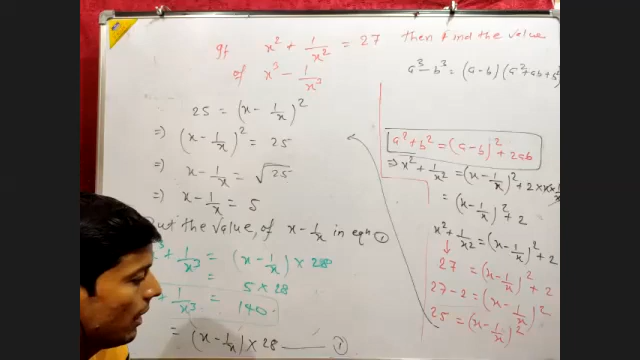 If x² + 1/x² = 27 then find the value
of x³ - 1/x³
25 = (x - 1/x)²
⇒ (x - 1/x)² = 25
⇒ x - 1/x = √25
⇒ x - 1/x = 5
Put the value, of x - 1/x in eqn ①
³ + 1/x³ = (x - 1/x) × 28
= 5 × 28
+ 1/x³ = 140
= (x - 1/x) × 28 —— ①
a³ - b³ = (a - b) (a² + ab + b²
a² + b² = (a - b)² + 2ab
⇒ x² + 1/x² = (x - 1/x)² + 2 × x × 1/x
= (x - 1/x)² + 2
x² + 1/x² = (x - 1/x)² + 2
↓
27 = (x - 1/x)² + 2
27 - 2 = (x - 1/x)²
25 = (x - 1/x)²